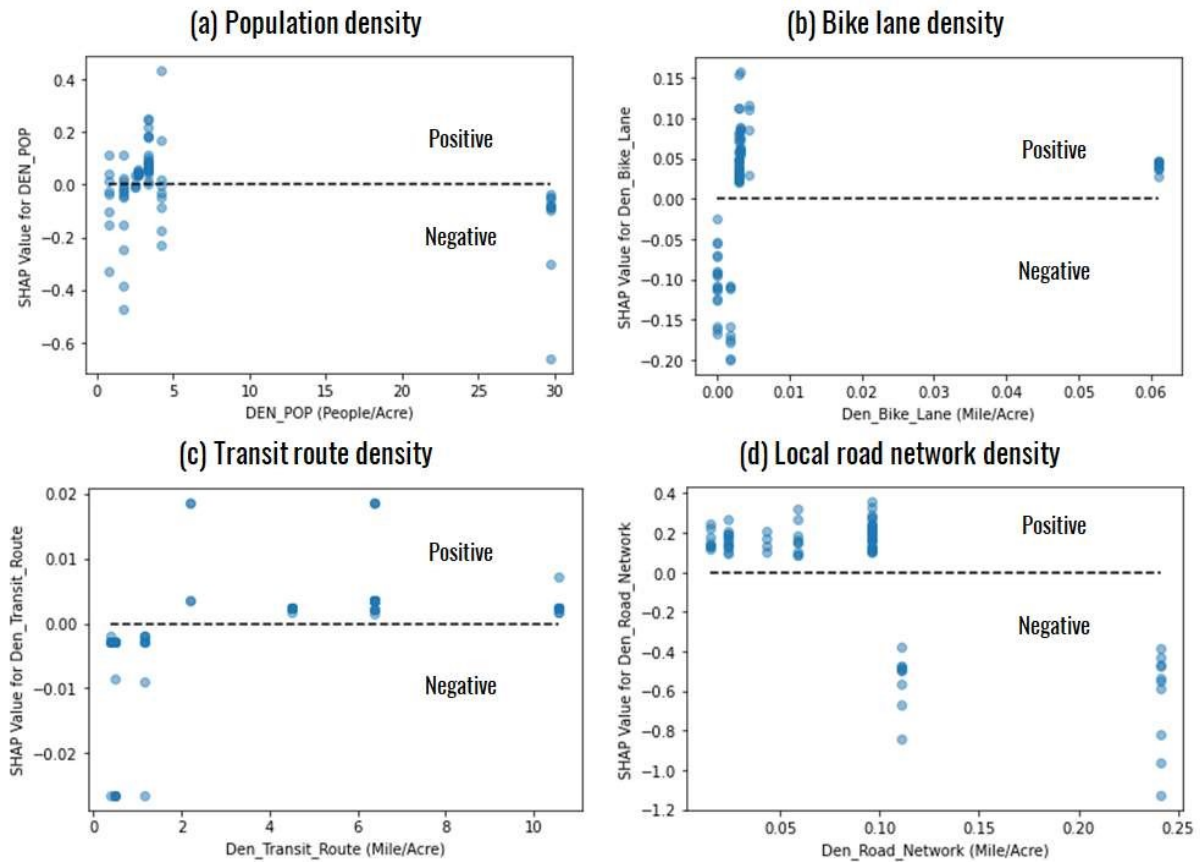 (a) Population density
SHAP Value for DEN_POP
0.4
0.2
0.0
−0.2
−0.4
−0.6
Positive
Negative
0
5
10
15
20
25
30
DEN_POP (People/Acre)
(b) Bike lane density
SHAP Value for Den_Bike_Lane
0.15
0.10
0.05
0.00
−0.05
−0.10
−0.15
−0.20
Positive
Negative
0.00
0.01
0.02
0.03
0.04
0.05
0.06
Den_Bike_Lane (Mile/Acre)
(c) Transit route density
SHAP Value for Den_Transit_Route
0.02
0.01
0.00
−0.01
−0.02
Positive
Negative
0
2
4
6
8
10
Den_Transit_Route (Mile/Acre)
(d) Local road network density
SHAP Value for Den_Road_Network
0.4
0.2
0.0
−0.2
−0.4
−0.6
−0.8
−1.0
−1.2
Positive
Negative
0.05
0.10
0.15
0.20
0.25
Den_Road_Network (Mile/Acre)